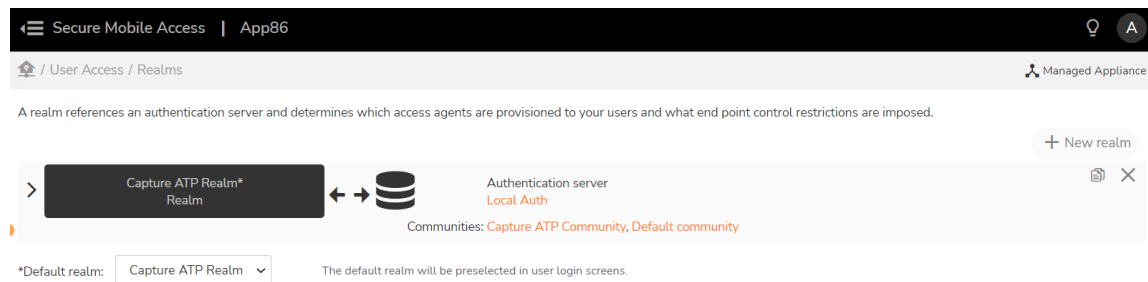 Secure Mobile Access | App86
A
/ User Access / Realms
Managed Appliance
A realm references an authentication server and determines which access agents are provisioned to your users and what end point control restrictions are imposed.
+ New realm
Capture ATP Realm*
Realm
Authentication server
Local Auth
Communities: Capture ATP Community, Default community
*Default realm: Capture ATP Realm
The default realm will be preselected in user login screens.